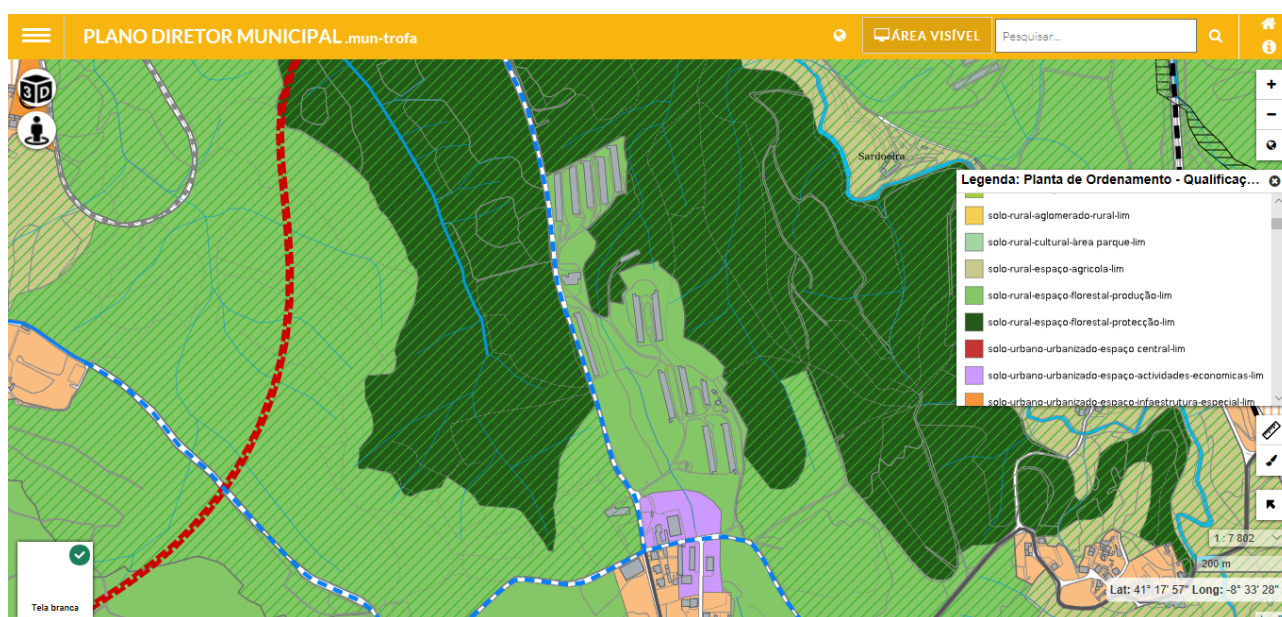 PLANO DIRETOR MUNICIPAL .mun-trofa
ÁREA VISÍVEL
Pesquisar...
3D
Sardoeira
Legenda: Planta de Ordenamento - Qualificaç...
solo-rural-aglomerado-rural-lim
solo-rural-cultural-àrea parque-lim
solo-rural-espaço-agricola-lim
solo-rural-espaço-florestal-produção-lim
solo-rural-espaço-florestal-protecção-lim
solo-urbano-urbanizado-espaço central-lim
solo-urbano-urbanizado-espaço-actividades-economicas-lim
solo-urbano-urbanizado-espaço-infaestrutura-especial-lim
1 : 7 802
200 m
Lat: 41° 17' 57" Long: -8° 33' 28"
Tela branca